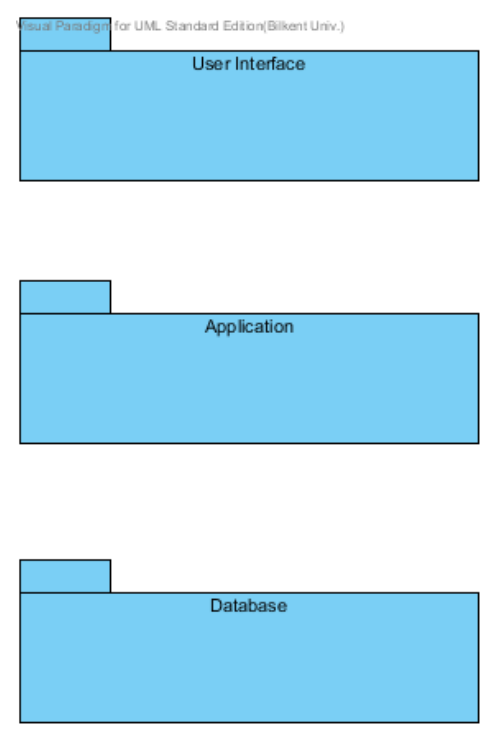 Visual Paradigm for UML Standard Edition(Bilkent Univ.)
User Interface
Application
Database